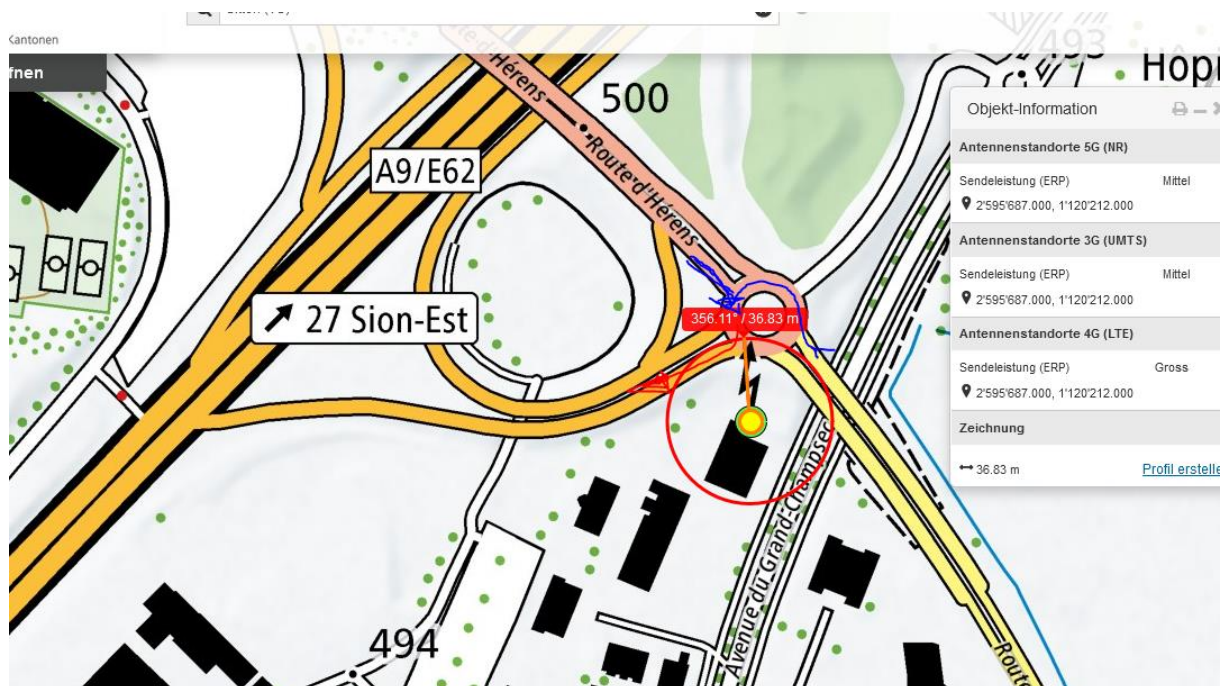 Kantonen
fnen
493
500
A9/E62
Route d'Hérens
27 Sion-Est
356.11° / 36.83 m
494
Avenue du Grand-Champsec
Route
Objekt-Information
Antennenstandorte 5G (NR)
Sendeleistung (ERP) Mittel
2'595'687.000, 1'120'212.000
Antennenstandorte 3G (UMTS)
Sendeleistung (ERP) Mittel
2'595'687.000, 1'120'212.000
Antennenstandorte 4G (LTE)
Sendeleistung (ERP) Gross
2'595'687.000, 1'120'212.000
Zeichnung
36.83 m Profil erstelle